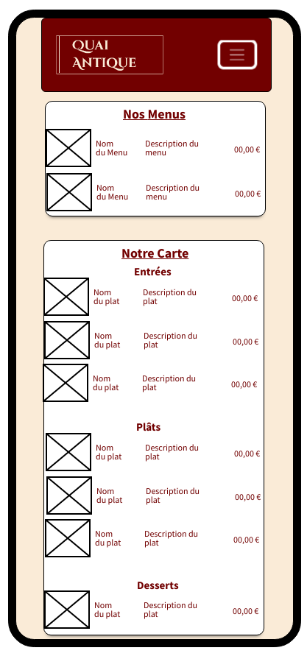 QUAI
ANTIQUE
Nos Menus
Nom
du Menu
Description du
menu
00,00 €
Nom
du Menu
Description du
menu
00,00 €
Notre Carte
Entrées
Nom
du plat
Description du
plat
00,00 €
Nom
du plat
Description du
plat
00,00 €
Nom
du plat
Description du
plat
00,00 €
Plâts
Nom
du plat
Description du
plat
00,00 €
Nom
du plat
Description du
plat
00,00 €
Nom
du plat
Description du
plat
00,00 €
Desserts
Nom
du plat
Description du
plat
00,00 €